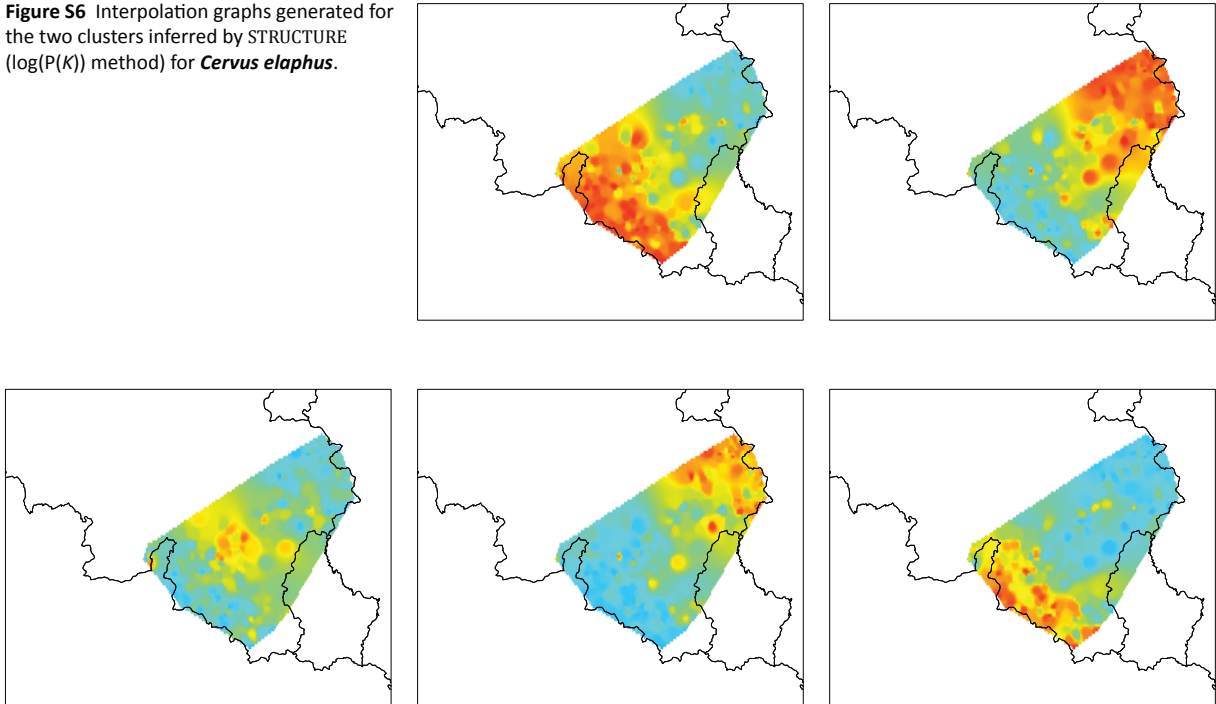 Figure S6 Interpolation graphs generated for
the two clusters inferred by STRUCTURE
(log(P(K)) method) for Cervus elaphus.